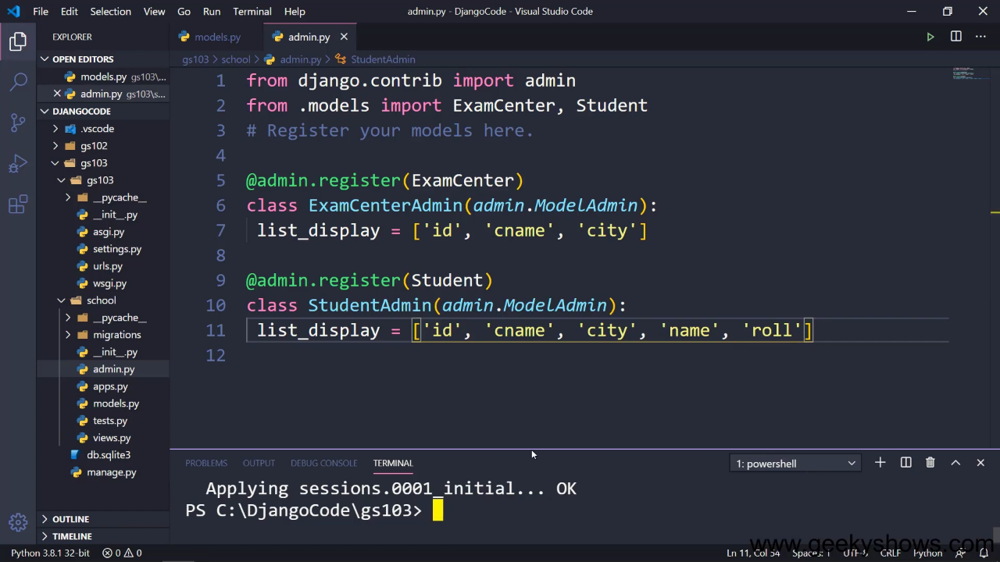 File Edit Selection View Go Run Terminal Help
admin.py - DjangoCode - Visual Studio Code
EXPLORER
OPEN EDITORS
models.py gs103\...
admin.py gs103\s...
DJANGOCODE
.vscode
gs102
gs103
gs103
__pycache__
__init__.py
asgi.py
settings.py
urls.py
wsgi.py
school
__pycache__
migrations
__init__.py
admin.py
apps.py
models.py
tests.py
views.py
db.sqlite3
manage.py
OUTLINE
TIMELINE
models.py admin.py
gs103 > school > admin.py > StudentAdmin
1 from django.contrib import admin
2 from .models import ExamCenter, Student
3 # Register your models here.
4
5 @admin.register(ExamCenter)
6 class ExamCenterAdmin(admin.ModelAdmin):
7 list_display = ['id', 'cname', 'city']
8
9 @admin.register(Student)
10 class StudentAdmin(admin.ModelAdmin):
11 list_display = ['id', 'cname', 'city', 'name', 'roll']
12
PROBLEMS OUTPUT DEBUG CONSOLE TERMINAL 1: powershell
Applying sessions.0001_initial... OK
PS C:\DjangoCode\gs103>
www.geekyshows.com
Python 3.8.1 32-bit 0 0 Ln 11, Col 54 Spaces: 1 UTF-8 CRLF Python